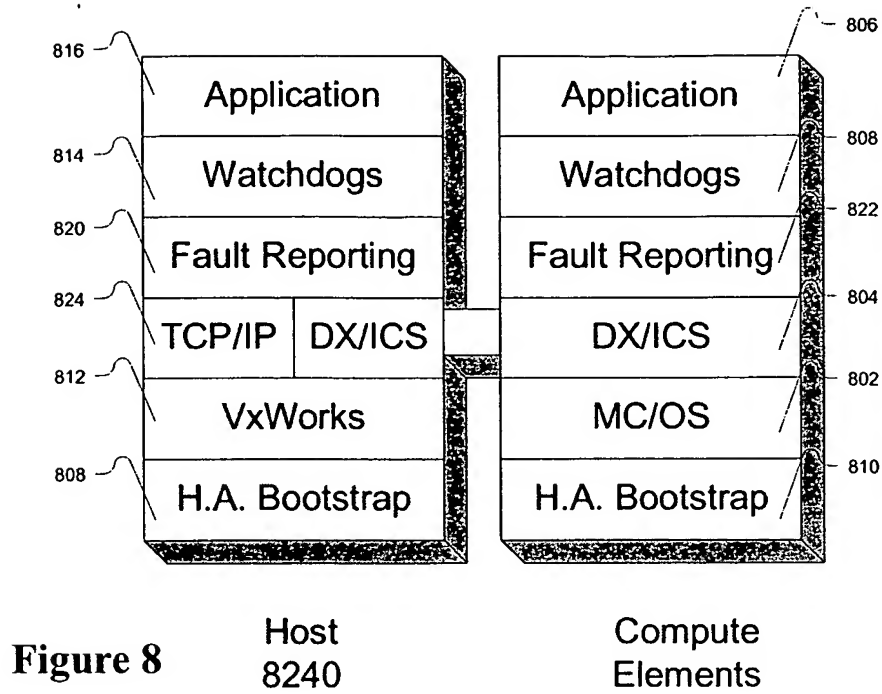 816 806
Application Application
814 808
Watchdogs Watchdogs
820 822
Fault Reporting Fault Reporting
824 804
TCP/IP DX/ICS DX/ICS
812 802
VxWorks MC/OS
808 810
H.A. Bootstrap H.A. Bootstrap
Host Compute
Figure 8 8240 Elements